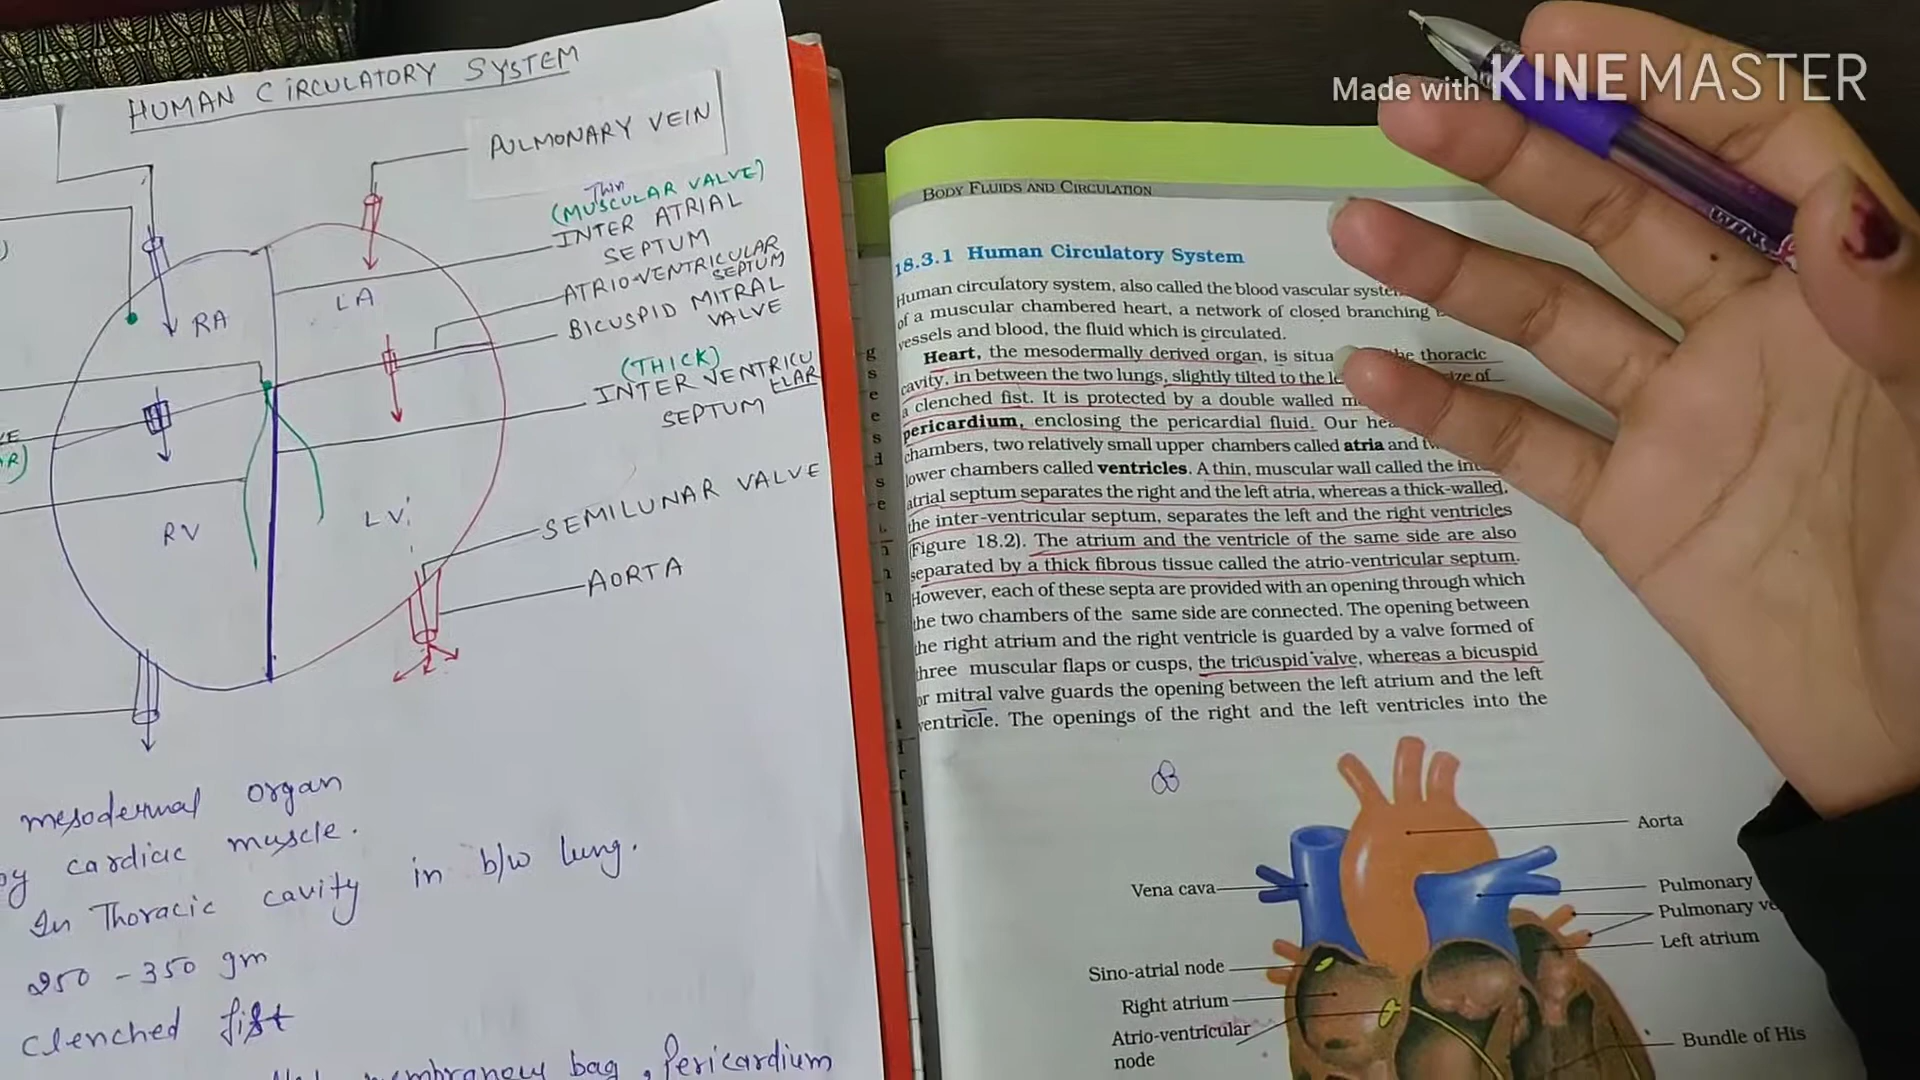 Made with KINEMASTER
HUMAN CIRCULATORY SYSTEM
PULMONARY VEIN
Thin
(MUSCULAR VALVE)
INTER ATRIAL
SEPTUM
ATRIO-VENTRICULAR
SEPTUM
BICUSPID MITRAL
VALVE
(THICK)
INTER VENTRICU
LAR
SEPTUM
SEMILUNAR VALVE
AORTA
RA
LA
RV
LV
mesodermal organ
cardiac muscle.
In Thoracic cavity in b/w lung.
250 - 350 gm
clenched fist
bag, Pericardium
BODY FLUIDS AND CIRCULATION
18.3.1 Human Circulatory System
Human circulatory system, also called the blood vascular
of a muscular chambered heart, a network of closed branching
vessels and blood, the fluid which is circulated.
Heart, the mesodermally derived organ, is thoracic
cavity, in between the two lungs, slightly tilted to the of
a clenched fist. It is protected by a double walled
pericardium, enclosing the pericardial fluid. Our
chambers, two relatively small upper chambers called atria and
lower chambers called ventricles. A thin, muscular wall called the
atrial septum separates the right and the left atria, whereas a thick-walled,
the inter-ventricular septum, separates the left and the right ventricles
(Figure 18.2). The atrium and the ventricle of the same side are also
separated by a thick fibrous tissue called the atrio-ventricular septum.
However, each of these septa are provided with an opening through which
the two chambers of the same side are connected. The opening between
the right atrium and the right ventricle is guarded by a valve formed of
three muscular flaps or cusps, the tricuspid valve, whereas a bicuspid
or mitral valve guards the opening between the left atrium and the left
ventricle. The openings of the right and the left ventricles into the
Aorta
Vena cava
Pulmonary
Pulmonary
Left atrium
Sino-atrial node
Right atrium
Atrio-ventricular
node
Bundle of His